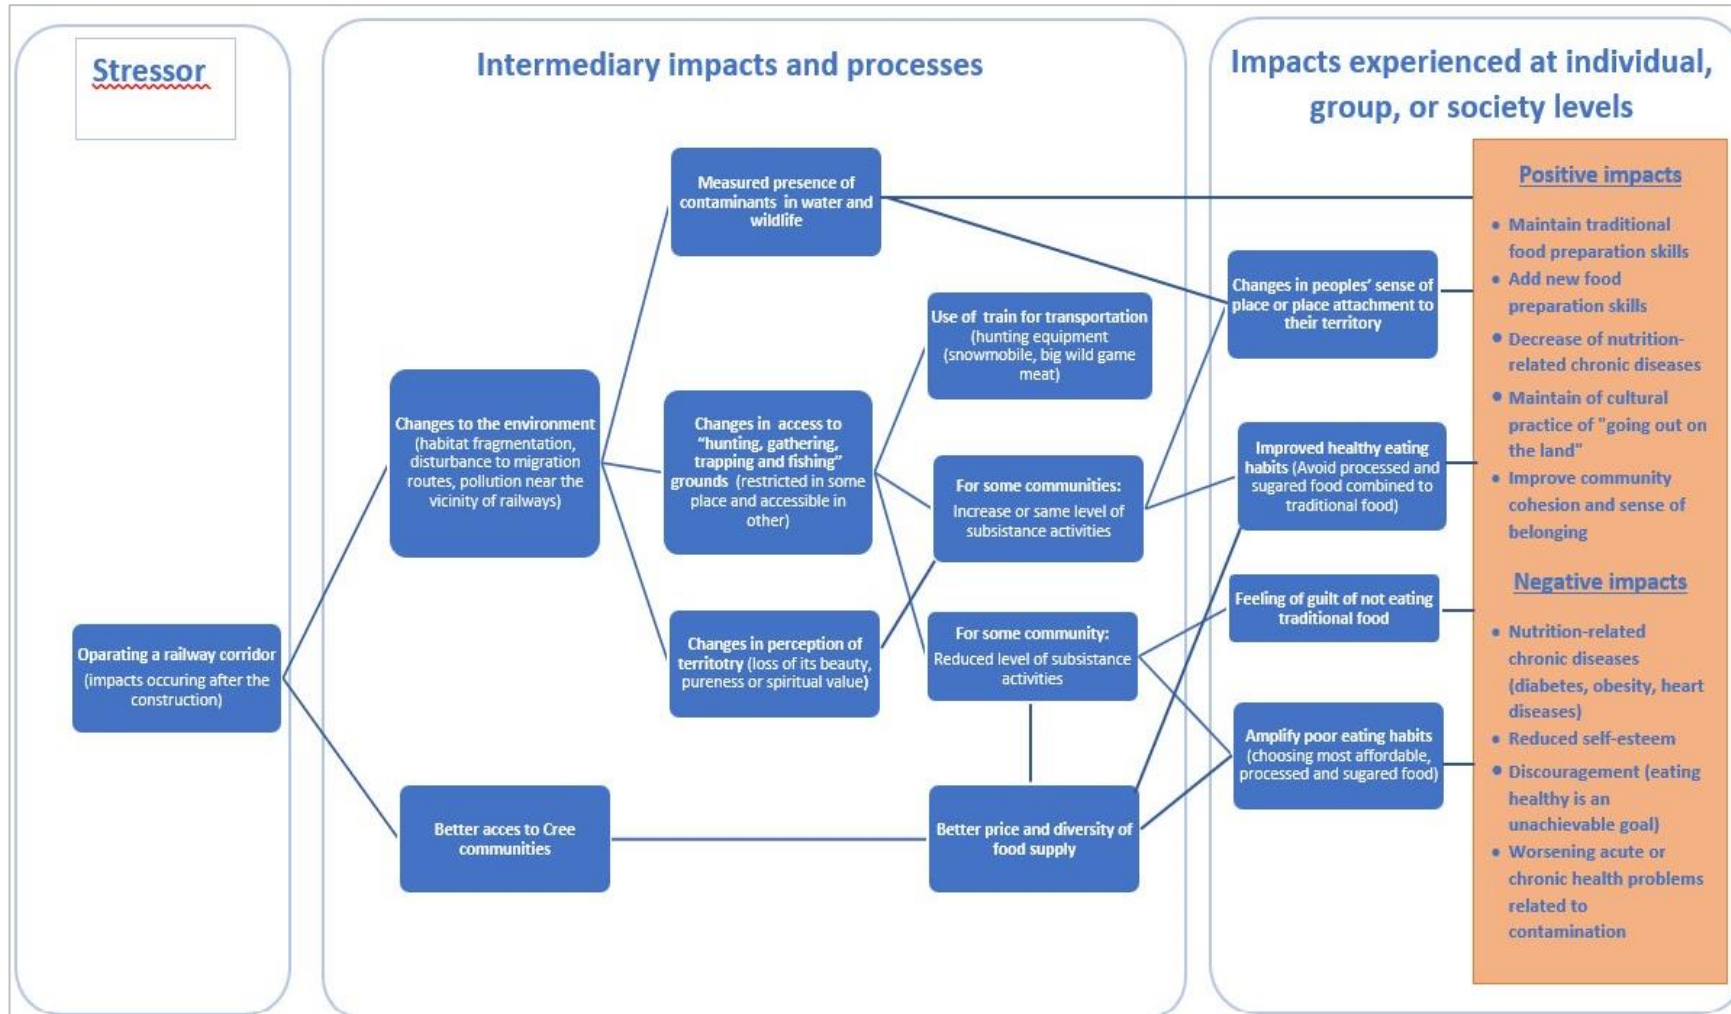 Stressor
Intermediary impacts and processes
Impacts experienced at individual,
group, or society levels
Oparating a railway corridor
(impacts occuring after the
construction)
Changes to the environment
(habitat fragmentation,
disturbance to migration
routes, pollution near the
vicinity of railways)
Better acces to Cree
communities
Measured presence of
contaminants in water and
wildlife
Changes in access to
“hunting, gathering,
trapping and fishing”
grounds (restricted in some
place and accessible in
other)
Changes in perception of
territotry (loss of its beauty,
pureness or spiritual value)
Use of train for transportation
(hunting equipment
(snowmobile, big wild game
meat)
For some communities:
Increase or same level of
subsistance activities
For some community:
Reduced level of subsistance
activities
Better price and diversity of
food supply
Changes in peoples’ sense of
place or place attachment to
their territory
Improved healthy eating
habits (Avoid processed and
sugared food combined to
traditional food)
Feeling of guilt of not eating
traditional food
Amplify poor eating habits
(choosing most affordable,
processed and sugared food)
Positive impacts
• Maintain traditional
food preparation skills
• Add new food
preparation skills
• Decrease of nutrition-
related chronic diseases
• Maintain of cultural
practice of "going out on
the land"
• Improve community
cohesion and sense of
belonging
Negative impacts
• Nutrition-related
chronic diseases
(diabetes, obesity, heart
diseases)
• Reduced self-esteem
• Discouragement (eating
healthy is an
unachievable goal)
• Worsening acute or
chronic health problems
related to
contamination